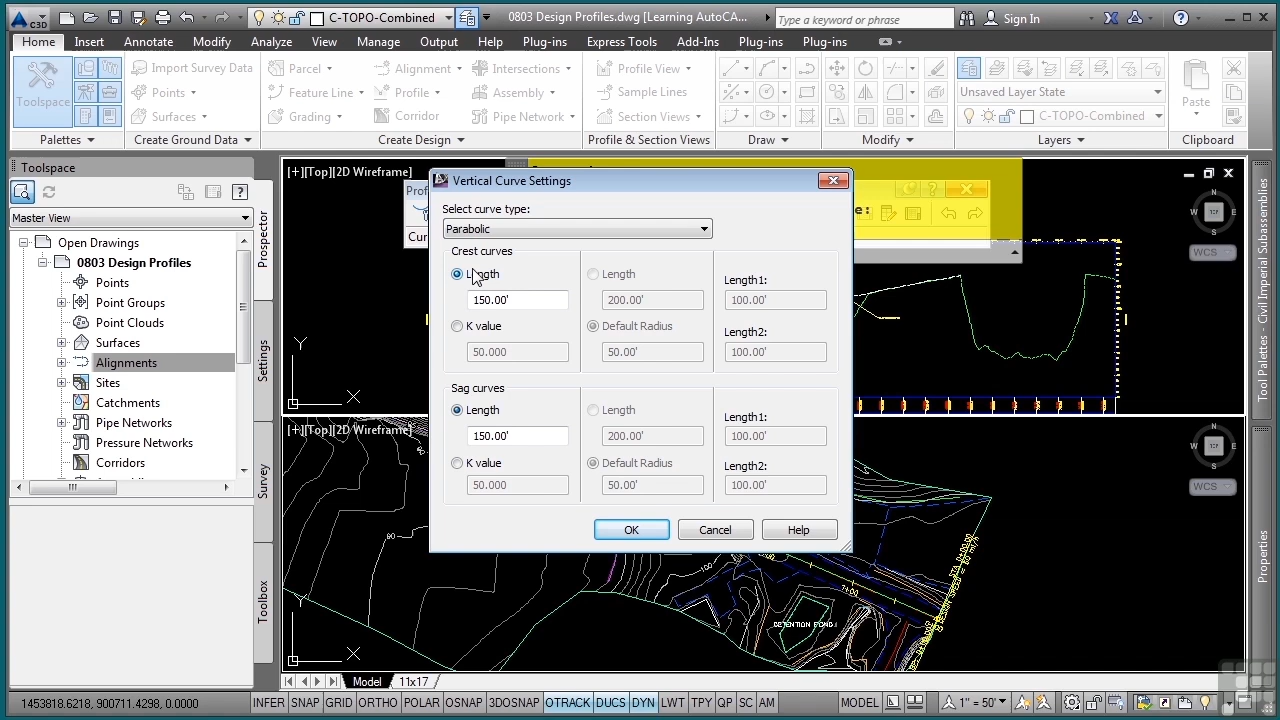 C3D
C-TOPO-Combined
0803 Design Profiles.dwg [Learning AutoCA...
Type a keyword or phrase
Sign In
Home Insert Annotate Modify Analyze View Manage Output Help Plug-ins Express Tools Add-Ins Plug-ins Plug-ins
Toolspace
Import Survey Data
Points
Surfaces
Parcel
Feature Line
Grading
Alignment
Profile
Corridor
Intersections
Assembly
Pipe Network
Profile View
Sample Lines
Section Views
Unsaved Layer State
C-TOPO-Combined
Paste
Palettes
Create Ground Data
Create Design
Profile & Section Views
Draw
Modify
Layers
Clipboard
Toolspace
Master View
Open Drawings
0803 Design Profiles
Points
Point Groups
Point Clouds
Surfaces
Alignments
Sites
Catchments
Pipe Networks
Pressure Networks
Corridors
Prospector
Settings
Survey
Toolbox
[+][Top][2D Wireframe]
Prof
Cur
e:
Vertical Curve Settings
Select curve type:
Parabolic
Crest curves
Length
150.00'
K value
50.000
Length
200.00'
Default Radius
50.00'
Length1:
100.00'
Length2:
100.00'
Sag curves
Length
150.00'
K value
50.000
Length
200.00'
Default Radius
50.00'
Length1:
100.00'
Length2:
100.00'
OK
Cancel
Help
N
W
TOP
E
S
WCS
Y
X
[+][Top][2D Wireframe]
N
W
TOP
E
S
WCS
90
100
7+00
DETENTION POND 1
Y
X
Tool Palettes - Civil Imperial Subassemblies
Properties
Model
11x17
1453818.6218, 900711.4298, 0.0000
INFER SNAP GRID ORTHO POLAR OSNAP 3DOSNAP OTRACK DUCS DYN LWT TPY QP SC AM
MODEL
1" = 50'